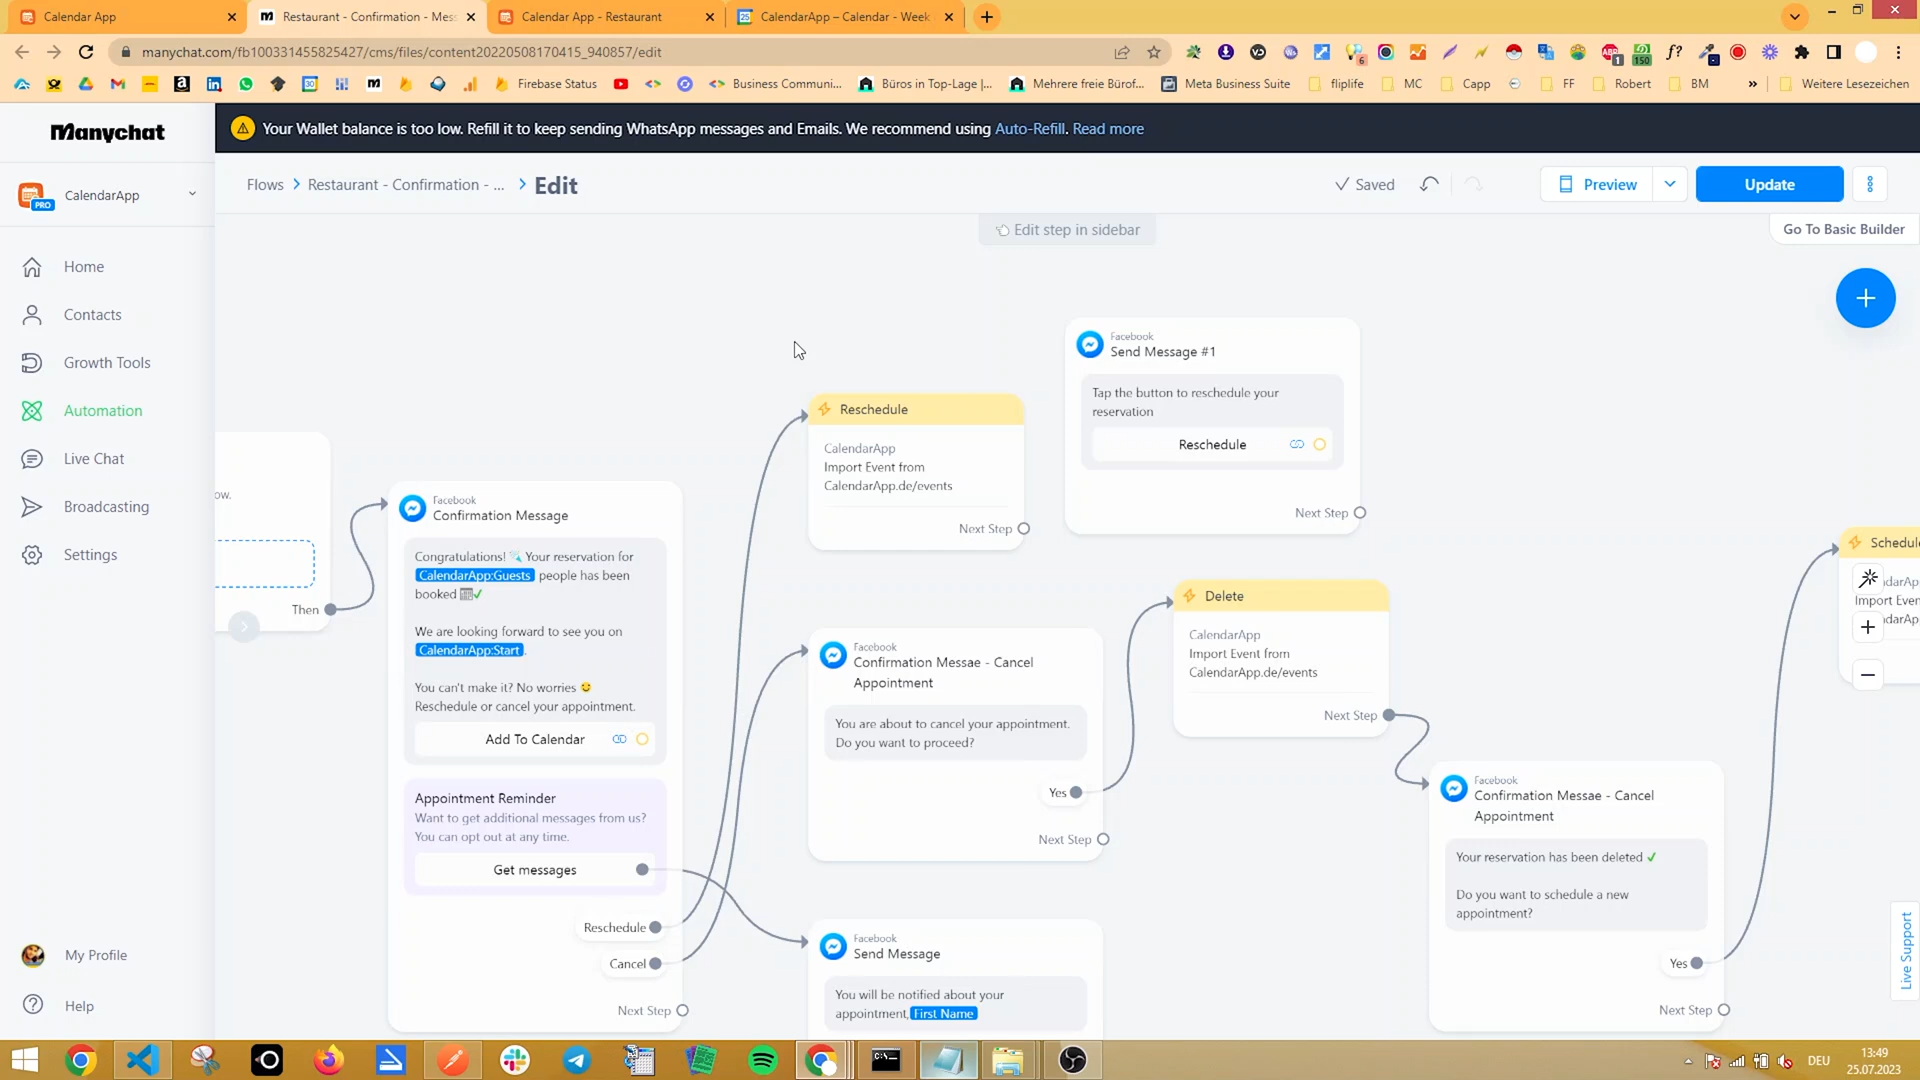 Calendar App
Restaurant - Confirmation - Mess
Calendar App - Restaurant
CalendarApp – Calendar - Week
manychat.com/fb100331455825427/cms/files/content20220508170415_940857/edit
Firebase Status
Business Communi...
Büros in Top-Lage |...
Mehrere freie Bürof...
Meta Business Suite
fliplife
MC
Capp
FF
Robert
BM
»
Weitere Lesezeichen
Manychat
Your Wallet balance is too low. Refill it to keep sending WhatsApp messages and Emails. We recommend using Auto-Refill. Read more
CalendarApp
PRO
Flows
Restaurant - Confirmation - ...
Edit
Saved
Preview
Update
Edit step in sidebar
Go To Basic Builder
Home
Contacts
Growth Tools
Automation
Live Chat
Broadcasting
Settings
My Profile
Help
ow.
Then
Facebook
Confirmation Message
Congratulations! Your reservation for
CalendarApp:Guests people has been
booked
We are looking forward to see you on
CalendarApp:Start.
You can't make it? No worries
Reschedule or cancel your appointment.
Add To Calendar
Appointment Reminder
Want to get additional messages from us?
You can opt out at any time.
Get messages
Reschedule
Cancel
Next Step
Reschedule
CalendarApp
Import Event from
CalendarApp.de/events
Next Step
Facebook
Send Message #1
Tap the button to reschedule your
reservation
Reschedule
Next Step
Facebook
Confirmation Messae - Cancel
Appointment
You are about to cancel your appointment.
Do you want to proceed?
Yes
Next Step
Delete
CalendarApp
Import Event from
CalendarApp.de/events
Next Step
Facebook
Send Message
You will be notified about your
appointment, First Name
Facebook
Confirmation Messae - Cancel
Appointment
Your reservation has been deleted
Do you want to schedule a new
appointment?
Yes
Next Step
Schedule
darApp
Import Even
darAp
Live Support
DEU
13:49
25.07.2023